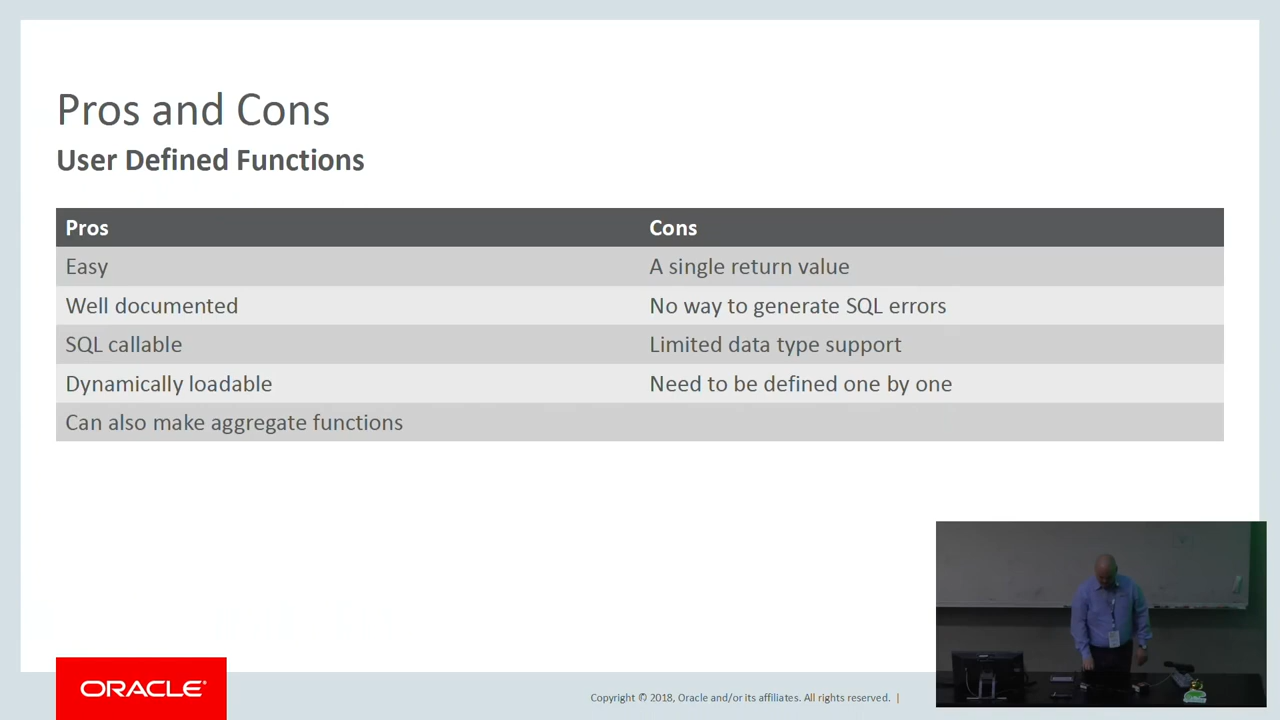 Pros and Cons
User Defined Functions
Pros Cons
Easy A single return value
Well documented No way to generate SQL errors
SQL callable Limited data type support
Dynamically loadable Need to be defined one by one
Can also make aggregate functions
ORACLE®
Copyright © 2018, Oracle and/or its affiliates. All rights reserved. |